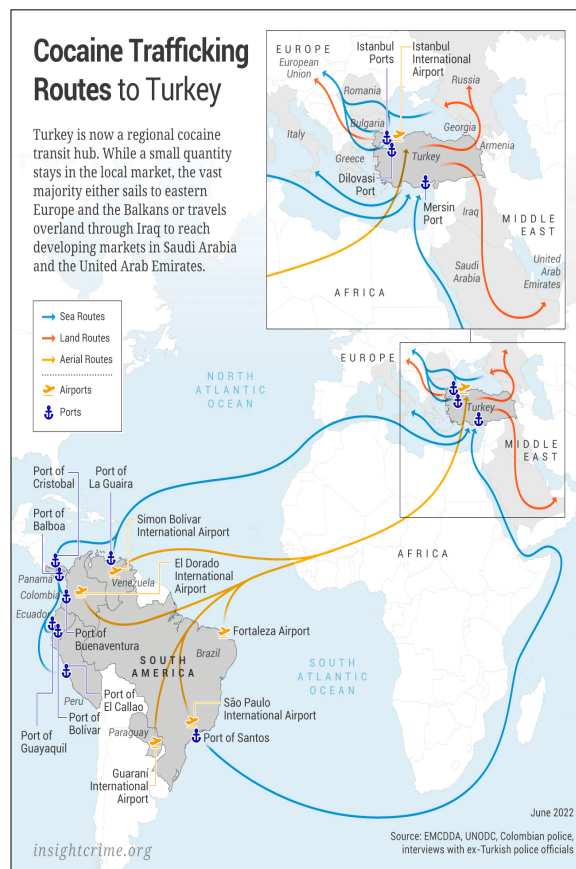 Cocaine Trafficking
Routes to Turkey
Turkey is now a regional cocaine
transit hub. While a small quantity
stays in the local market, the vast
majority either sails to eastern
Europe and the Balkans or travels
overland through Iraq to reach
developing markets in Saudi Arabia
and the United Arab Emirates.
Sea Routes
Land Routes
Aerial Routes
Airports
Ports
EUROPE
European
Union
Istanbul
Ports
Istanbul
International
Airport
Russia
Romania
Bulgaria
Georgia
Italy
Armenia
Greece
Turkey
Dilovasi
Port
Mersin
Port
Iraq
MIDDLE
EAST
Saudi
Arabia
United
Arab
Emirates
AFRICA
NORTH
ATLANTIC
OCEAN
EUROPE
Turkey
MIDDLE
EAST
AFRICA
Port of
Cristobal
Port of
La Guaira
Port of
Balboa
Simon Bolívar
International Airport
Panama
Venezuela
El Dorado
International
Airport
Colombia
Ecuador
Port of
Buenaventura
Fortaleza Airport
Brazil
SOUTH
AMERICA
SOUTH
ATLANTIC
OCEAN
Peru
Port of
El Callao
São Paulo
International Airport
Port of
Bolívar
Paraguay
Port of Santos
Port of
Guayaquil
Guaraní
International
Airport
June 2022
Source: EMCDDA, UNODC, Colombian police,
interviews with ex-Turkish police officials
insightcrime.org